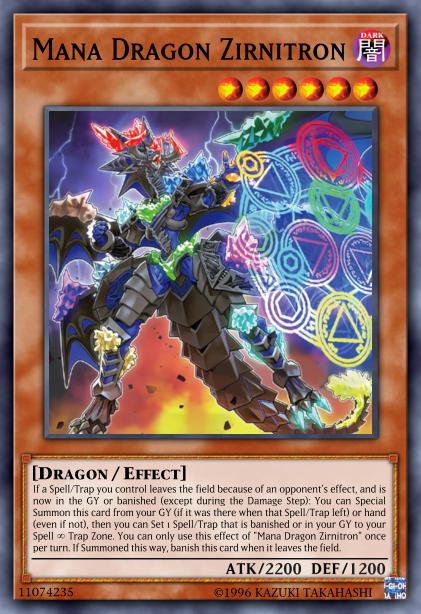 MANA DRAGON ZIRNITRON
DARK
闇
[DRAGON / EFFECT]
If a Spell/Trap you control leaves the field because of an opponent's effect, and is
now in the GY or banished (except during the Damage Step): You can Special
Summon this card from your GY (if it was there when that Spell/Trap left) or hand
(even if not), then you can Set 1 Spell/Trap that is banished or in your GY to your
Spell ∞ Trap Zone. You can only use this effect of "Mana Dragon Zirnitron" once
per turn. If Summoned this way, banish this card when it leaves the field.
ATK/2200 DEF/1200
11074235
©1996 KAZUKI TAKAHASHI